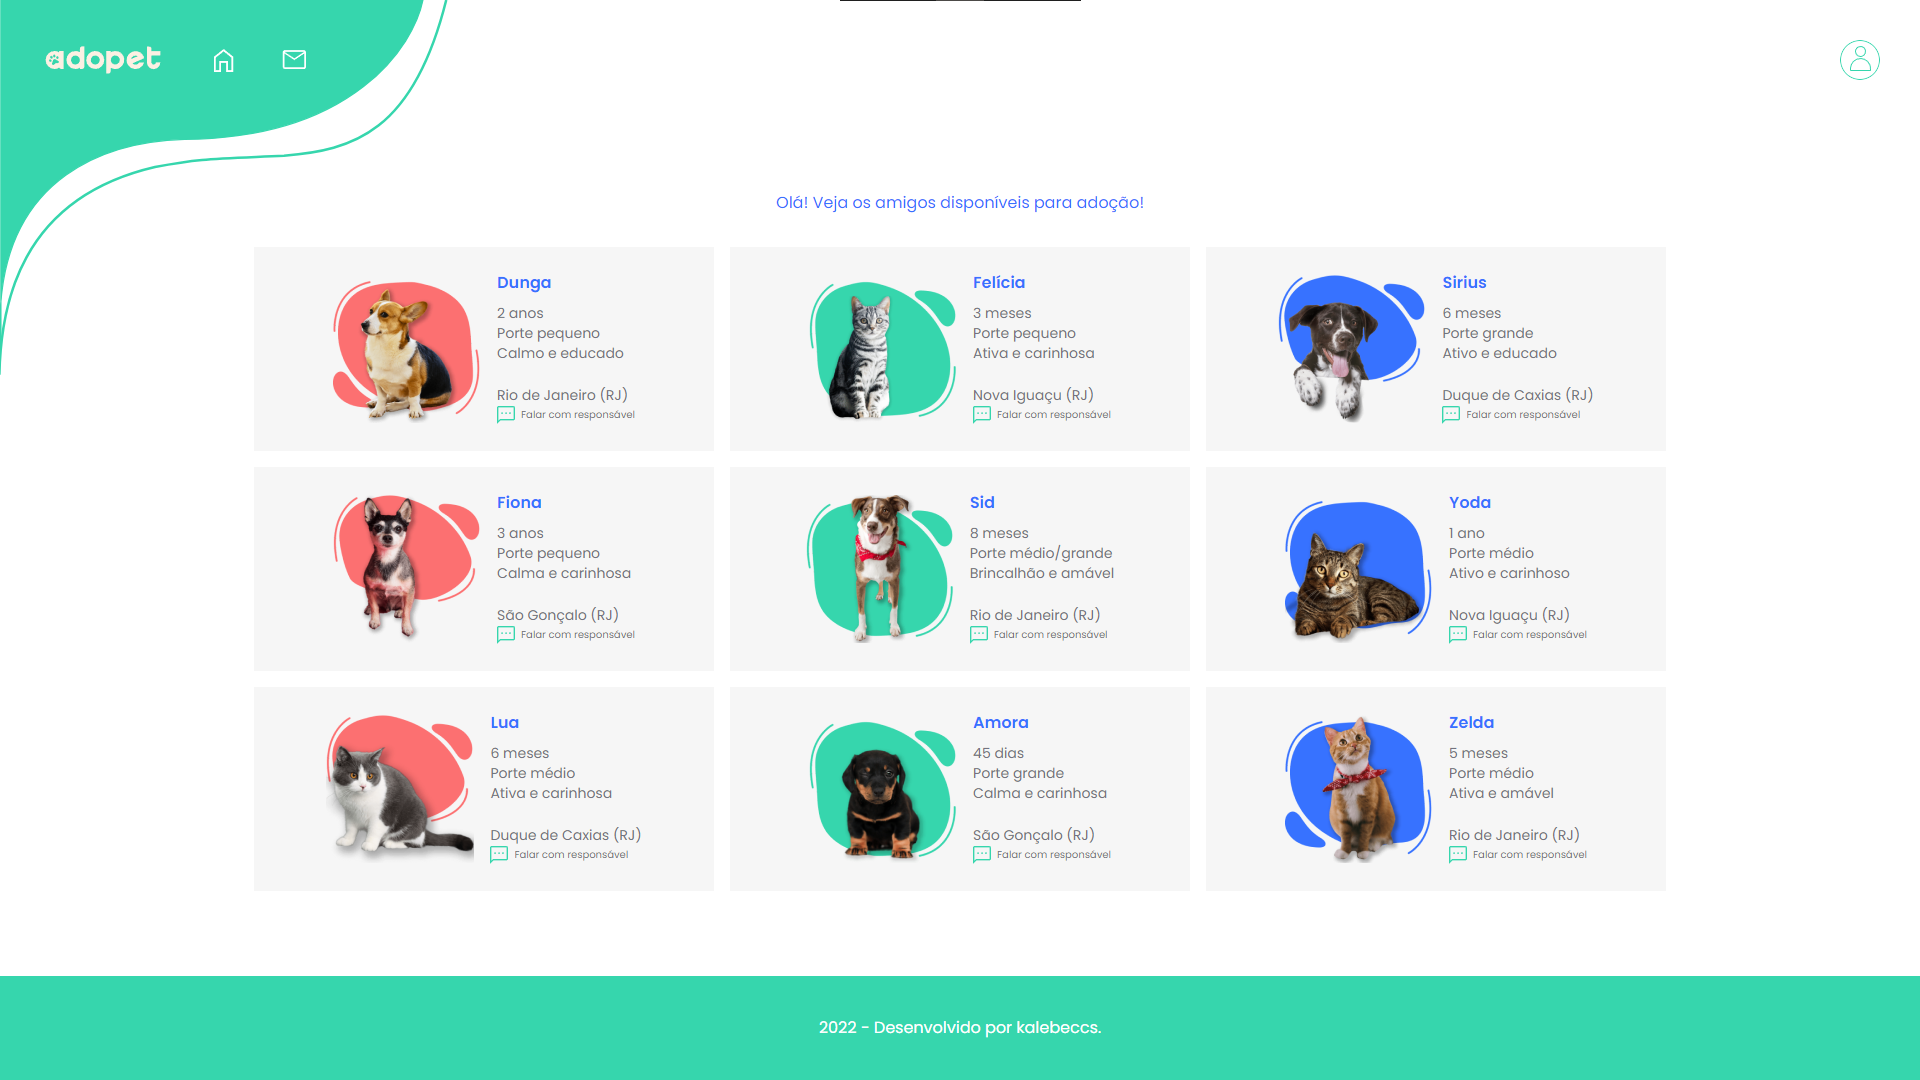 adopet
Olá! Veja os amigos disponíveis para adoção!
Dunga
2 anos
Porte pequeno
Calmo e educado
Rio de Janeiro (RJ)
Falar com responsável
Felícia
3 meses
Porte pequeno
Ativa e carinhosa
Nova Iguaçu (RJ)
Falar com responsável
Sirius
6 meses
Porte grande
Ativo e educado
Duque de Caxias (RJ)
Falar com responsável
Fiona
3 anos
Porte pequeno
Calma e carinhosa
São Gonçalo (RJ)
Falar com responsável
Sid
8 meses
Porte médio/grande
Brincalhão e amável
Rio de Janeiro (RJ)
Falar com responsável
Yoda
1 ano
Porte médio
Ativo e carinhoso
Nova Iguaçu (RJ)
Falar com responsável
Lua
6 meses
Porte médio
Ativa e carinhosa
Duque de Caxias (RJ)
Falar com responsável
Amora
45 dias
Porte grande
Calma e carinhosa
São Gonçalo (RJ)
Falar com responsável
Zelda
5 meses
Porte médio
Ativa e amável
Rio de Janeiro (RJ)
Falar com responsável
2022 - Desenvolvido por kalebeccs.